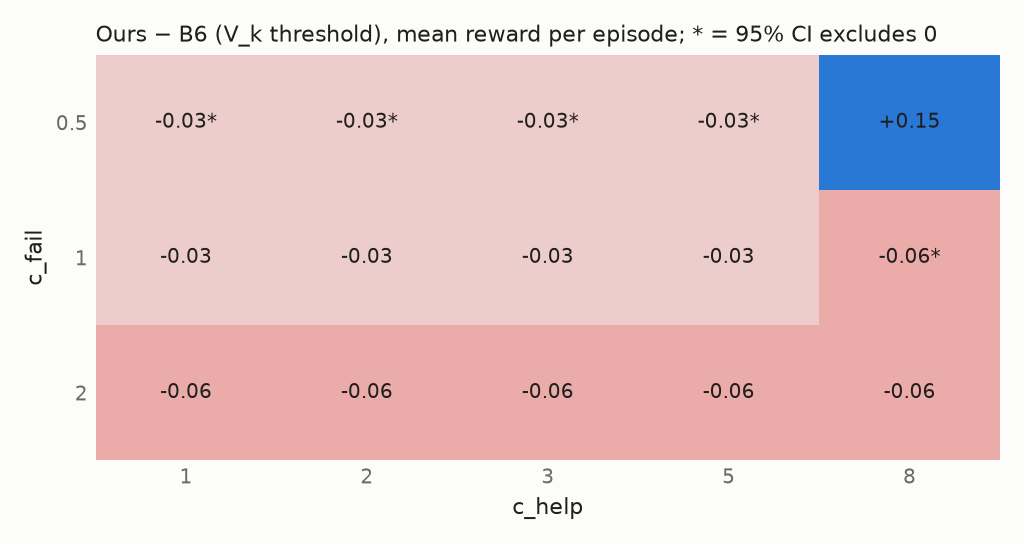 Ours − B6 (V_k threshold), mean reward per episode; * = 95% CI excludes 0
c_fail
0.5 -0.03* -0.03* -0.03* -0.03* +0.15
1 -0.03 -0.03 -0.03 -0.03 -0.06*
2 -0.06 -0.06 -0.06 -0.06 -0.06
1 2 3 5 8
c_help